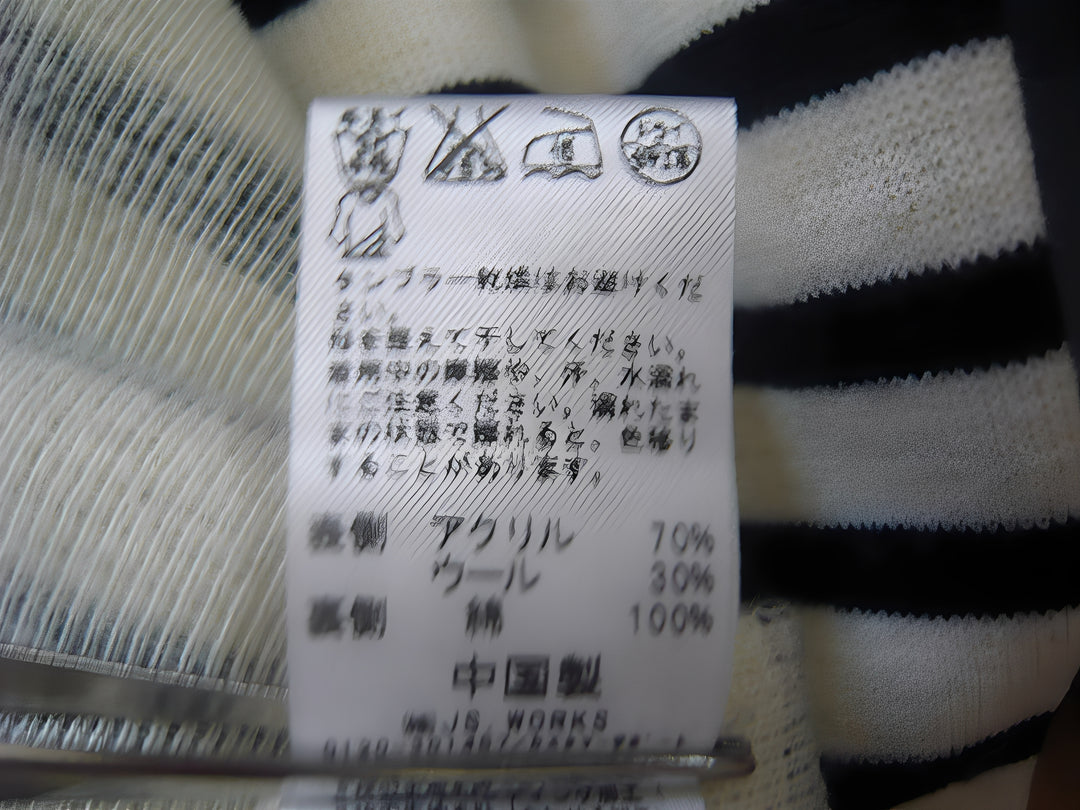 タンブラー乾燥はお避けくだ
さい。
形を整えて干してください。
着用中の摩擦や、汗、水濡れ
にご注意ください。濡れたま
まの状態で擦れると。色移り
することがあります。
表側 アクリル 70%
ウール 30%
裏側 綿 100%
中国製
㈱JS.WORKS